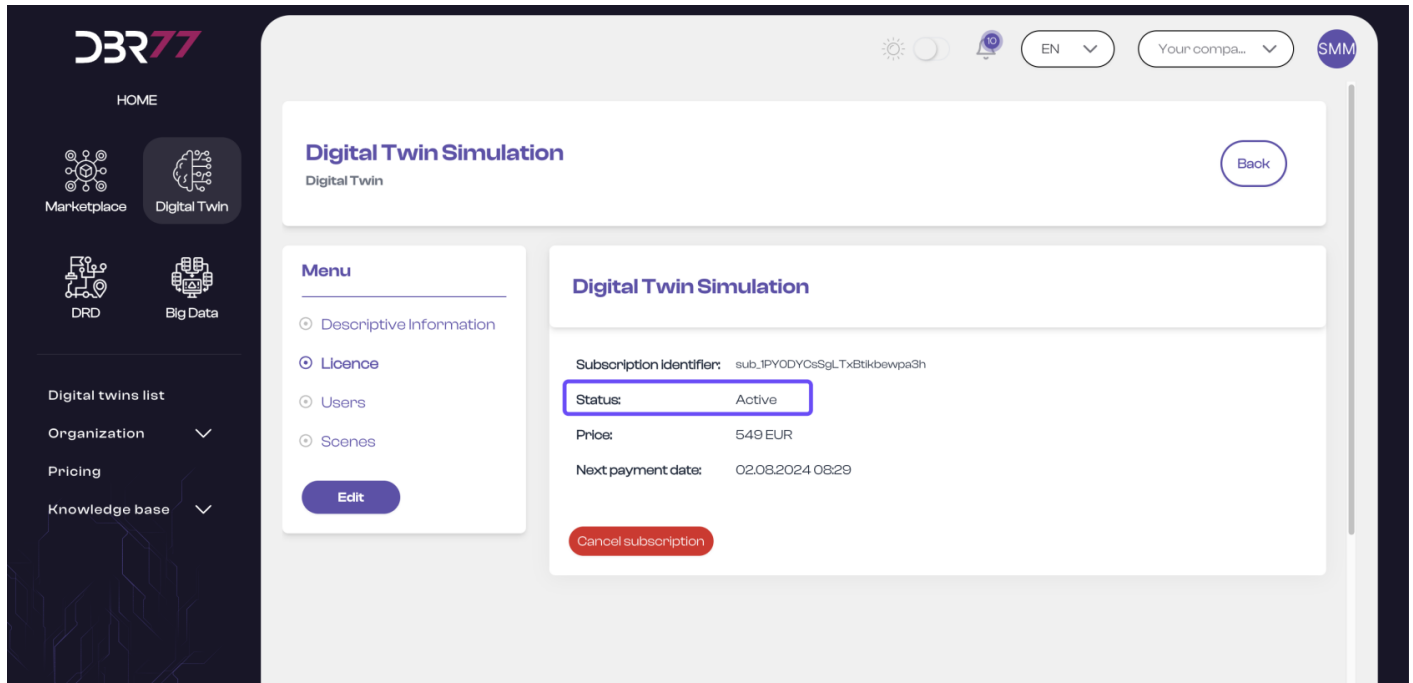 DBR77
10
EN
Your compa...
SMM
HOME
Marketplace
Digital Twin
DRD
Big Data
Digital twins list
Organization
Pricing
Knowledge base
Digital Twin Simulation
Digital Twin
Back
Menu
Descriptive Information
Licence
Users
Scenes
Edit
Digital Twin Simulation
Subscription identifier: sub_1PY0DYCsSgLTxBtikbewpa3h
Status: Active
Price: 549 EUR
Next payment date: 02.08.2024 08:29
Cancel subscription